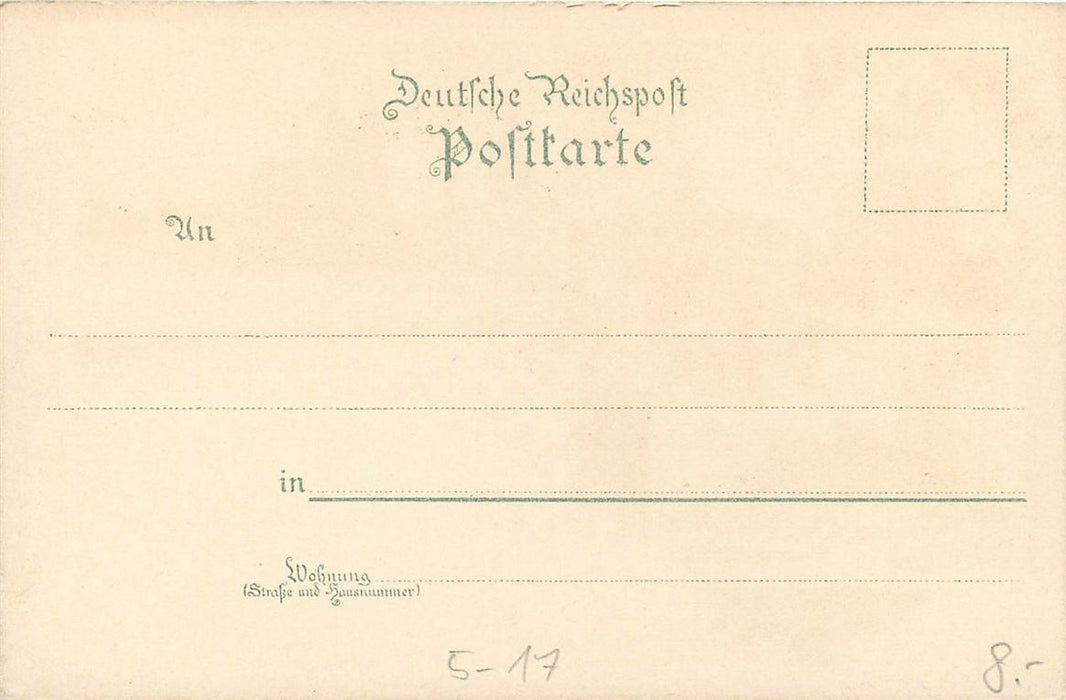 Deutſche Reichspoſt
Poſtkarte
An
in
Wohnung
(Straße und Hausnummer)
5-17
8.-